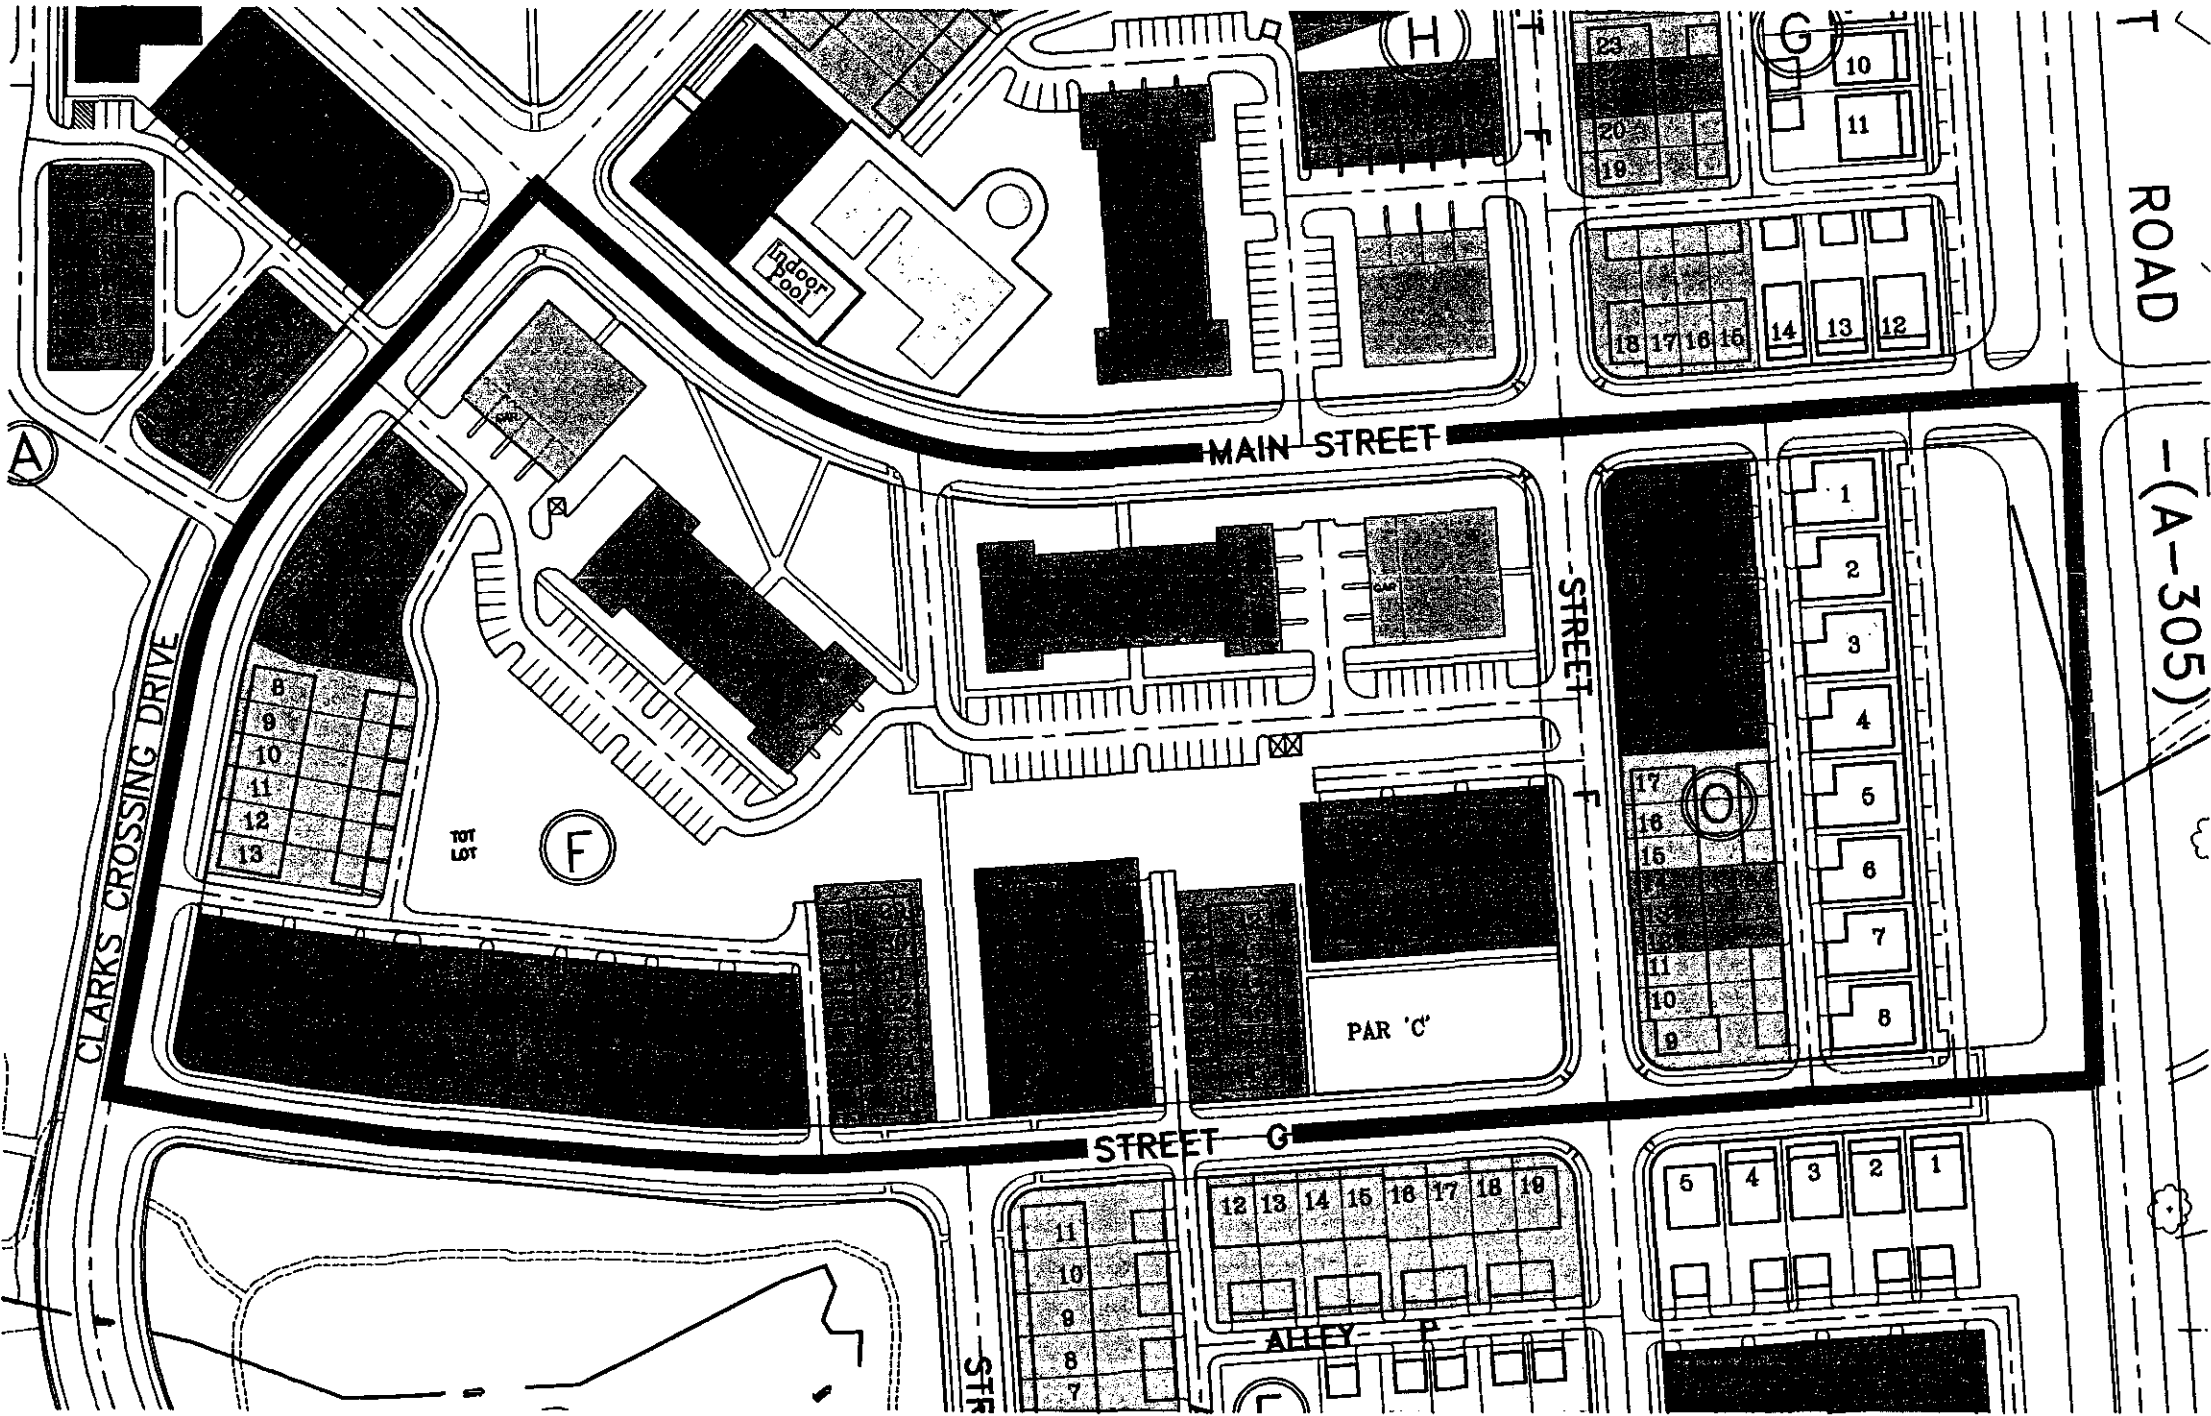 H
G
T
23
20
19
10
11
ROAD
Indoor
Pool
18 17 16 15 14 13 12
A
MAIN STREET
-(A-305)
1
2
3
4
5
6
7
8
STREET
F
O
17
16
15
11
10
9
CLARKS CROSSING DRIVE
8
9
10
11
12
13
TOT
LOT
F
PAR 'C'
STREET G
12 13 14 15 16 17 18 19
5 4 3 2 1
11
10
9
8
7
ALLEY P
STR